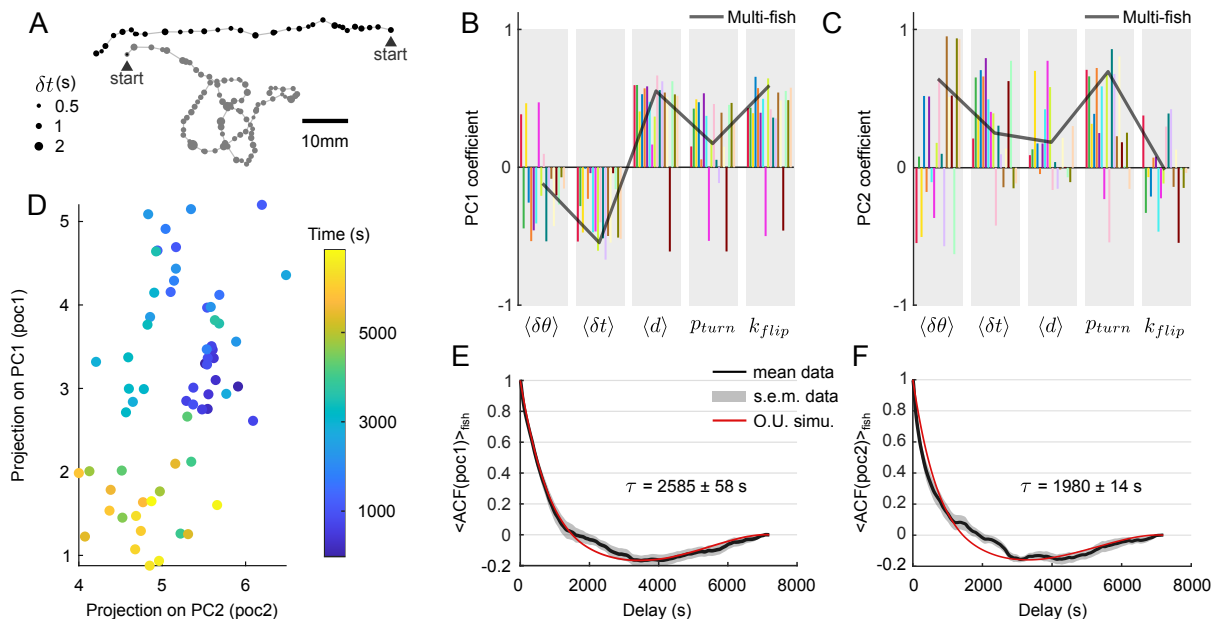 A
start
start
δt(s)
0.5
1
2
10mm
B
Multi-fish
PC1 coefficient
1
0
-1
⟨δθ⟩ ⟨δt⟩ ⟨d⟩ p_turn k_flip
C
Multi-fish
PC2 coefficient
1
0
-1
⟨δθ⟩ ⟨δt⟩ ⟨d⟩ p_turn k_flip
D
Projection on PC1 (poc1)
5
4
3
2
1
4 5 6
Projection on PC2 (poc2)
Time (s)
5000
3000
1000
E
<ACF(poc1)>fish
1
0.8
0.6
0.4
0.2
0
-0.2
mean data
s.e.m. data
O.U. simu.
τ = 2585 ± 58 s
0 2000 4000 6000 8000
Delay (s)
F
<ACF(poc2)>fish
1
0.8
0.6
0.4
0.2
0
-0.2
τ = 1980 ± 14 s
0 2000 4000 6000 8000
Delay (s)